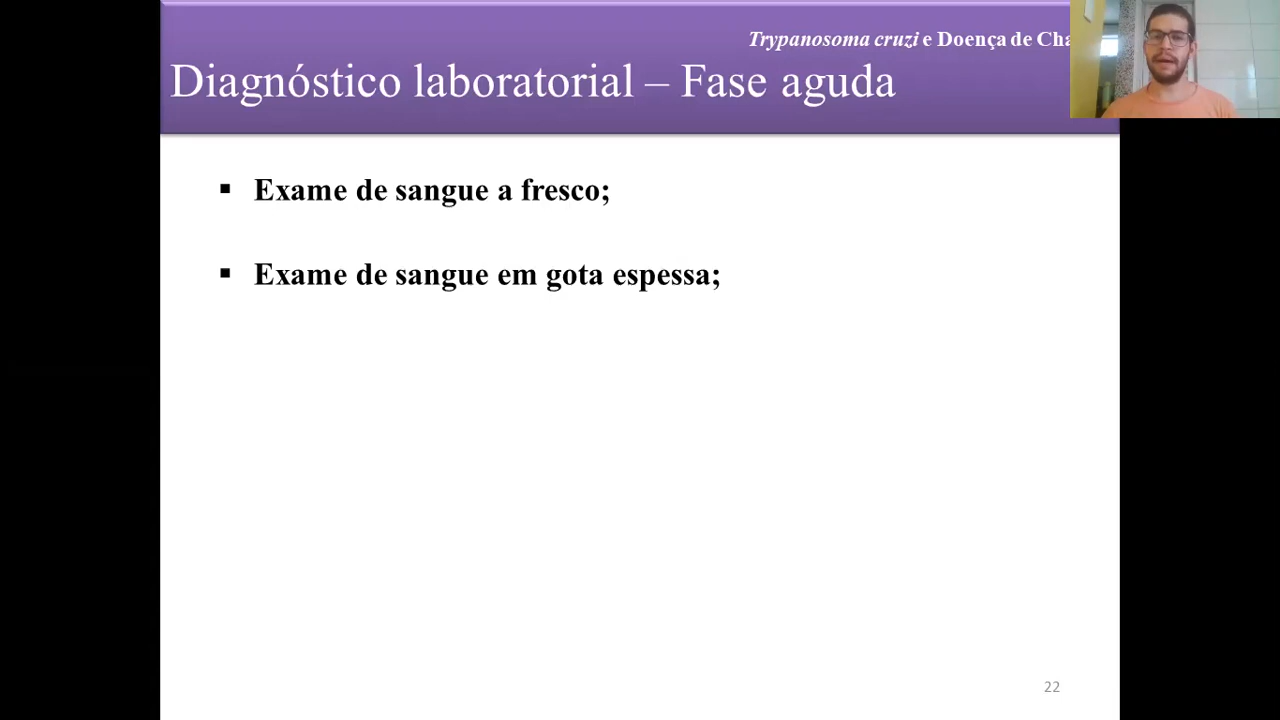 Trypanosoma cruzi e Doença de Cha
Diagnóstico laboratorial – Fase aguda
▪ Exame de sangue a fresco;
▪ Exame de sangue em gota espessa;
22